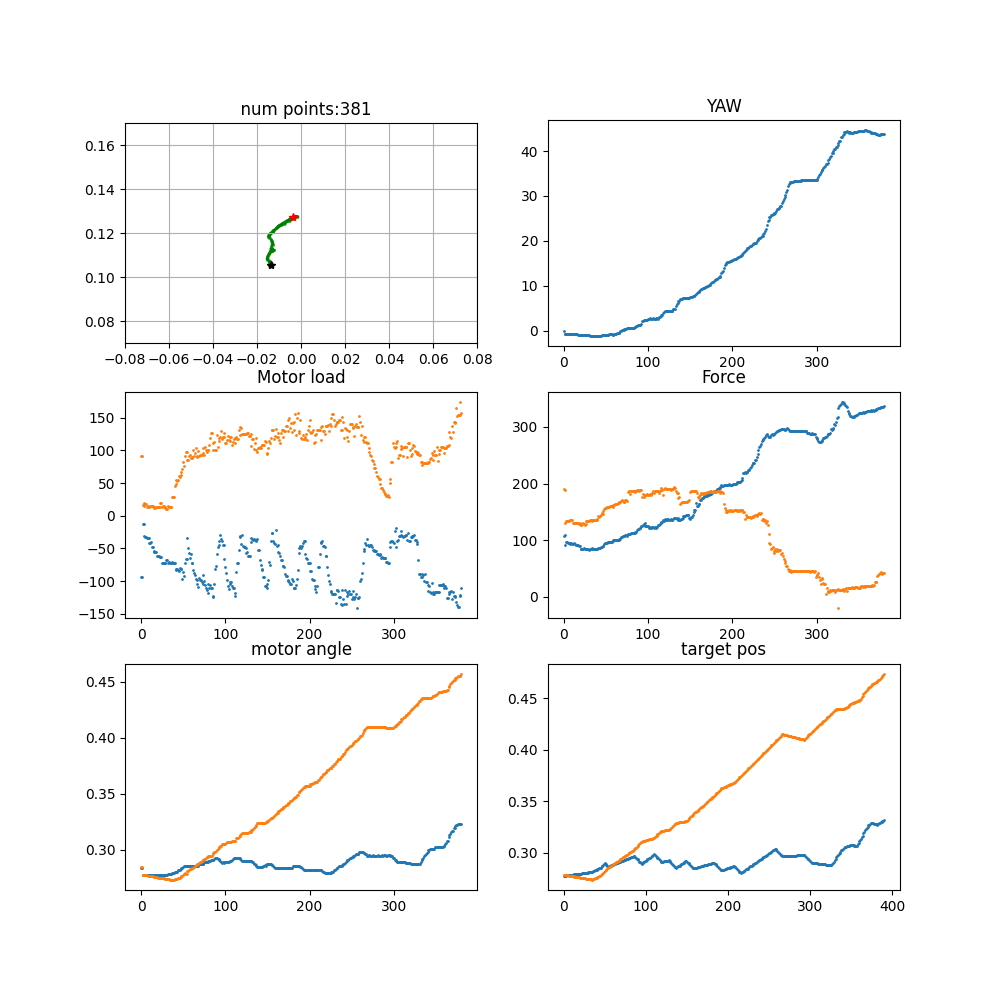 num points:381
0.16
0.14
0.12
0.10
0.08
−0.08 −0.06 −0.04 −0.02 0.00 0.02 0.04 0.06 0.08
YAW
40
30
20
10
0
0 100 200 300
Motor load
150
100
50
0
−50
−100
−150
0 100 200 300
Force
300
200
100
0
0 100 200 300
motor angle
0.45
0.40
0.35
0.30
0 100 200 300
target pos
0.45
0.40
0.35
0.30
0 100 200 300 400